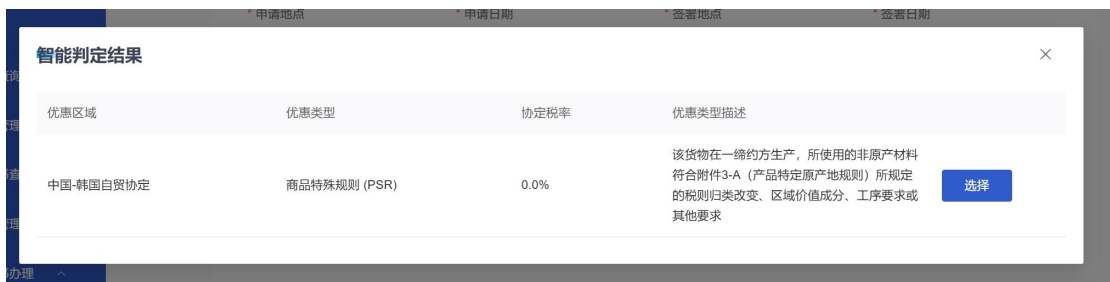 * 申请地点 * 申请日期 * 签署地点 * 签署日期
智能判定结果
优惠区域 优惠类型 协定税率 优惠类型描述
中国-韩国自贸协定 商品特殊规则 (PSR) 0.0%
该货物在一缔约方生产，所使用的非原产材料
符合附件3-A（产品特定原产地规则）所规定
的税则归类改变、区域价值成分、工序要求或
其他要求
选择
办理